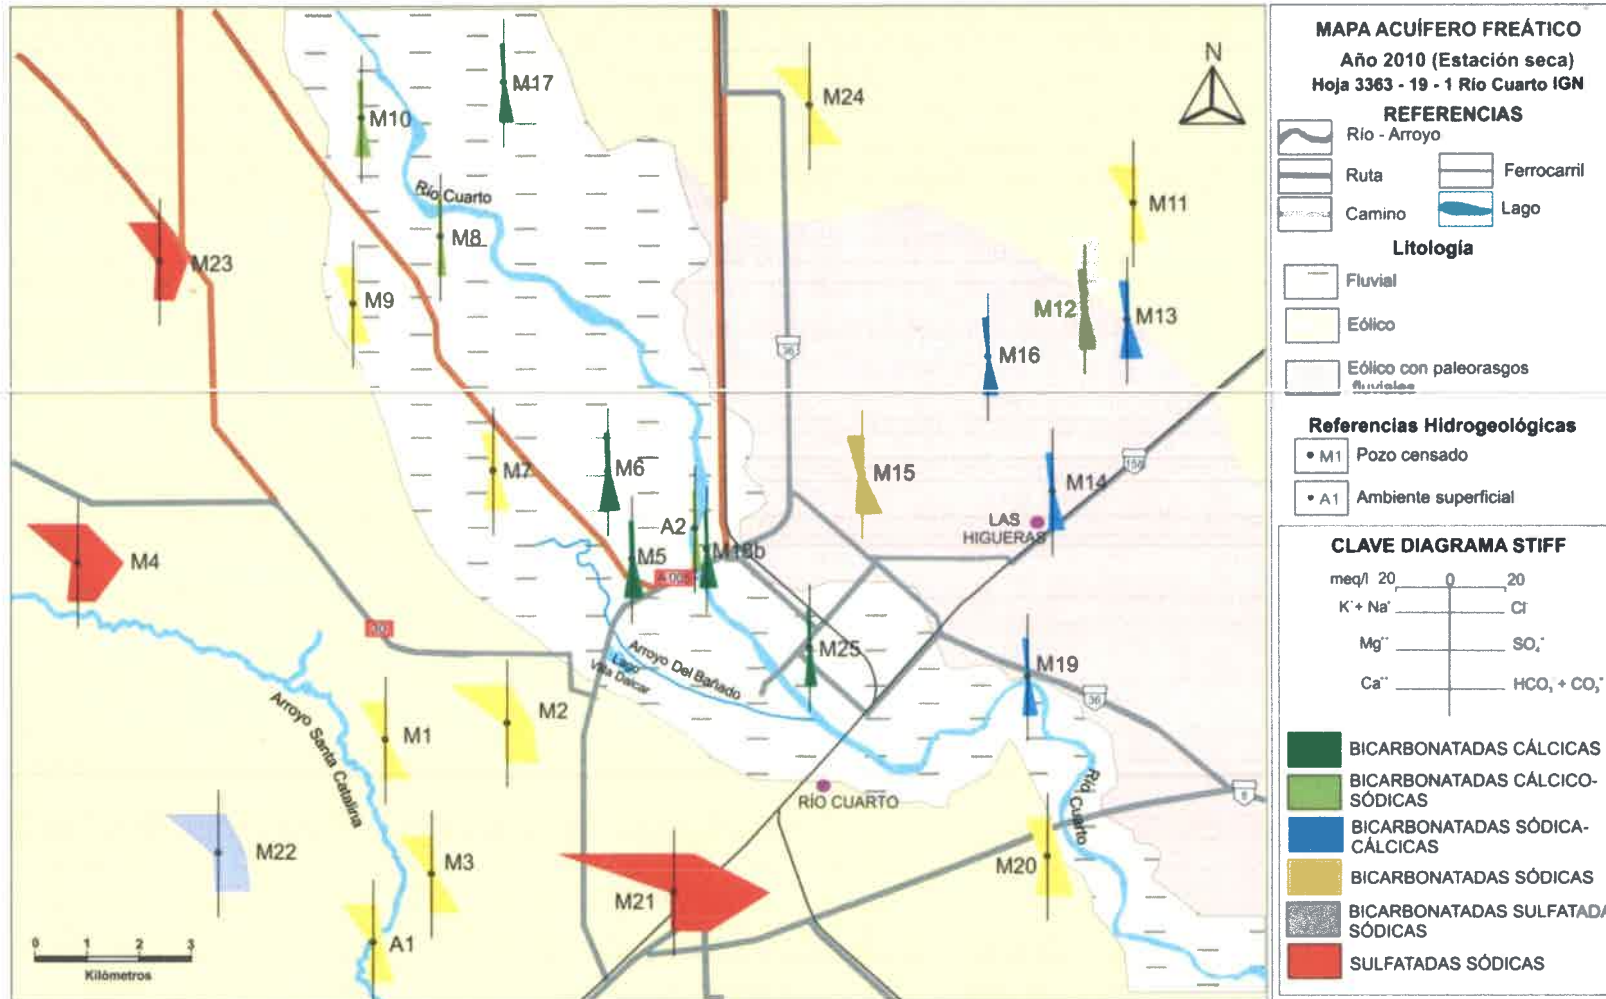 M17
M10
M24
N
Río Cuarto
M8
M11
M23
M9
M12
M13
M16
36
M7
M6
M15
M14
158
A2
LAS
HIGUERAS
M4
M5
M18b
A 005
30
M25
M19
Arroyo Del Bañado
Lago
Villa Dalcar
36
Arroyo Santa Catalina
M1
M2
RÍO CUARTO
Río Cuarto
8
M22
M3
M20
M21
A1
0 1 2 3
Kilómetros
MAPA ACUÍFERO FREÁTICO
Año 2010 (Estación seca)
Hoja 3363 - 19 - 1 Río Cuarto IGN
REFERENCIAS
Río - Arroyo
Ruta
Ferrocarril
Camino
Lago
Litología
Fluvial
Eólico
Eólico con paleorasgos
fluviales
Referencias Hidrogeológicas
M1 Pozo censado
A1 Ambiente superficial
CLAVE DIAGRAMA STIFF
meq/l 20 0 20
K⁺+ Na⁺ Cl⁻
Mg⁺⁺ SO₄⁼
Ca⁺⁺ HCO₃⁻ + CO₃⁼
BICARBONATADAS CÁLCICAS
BICARBONATADAS CÁLCICO-
SÓDICAS
BICARBONATADAS SÓDICA-
CÁLCICAS
BICARBONATADAS SÓDICAS
BICARBONATADAS SULFATADA
SÓDICAS
SULFATADAS SÓDICAS